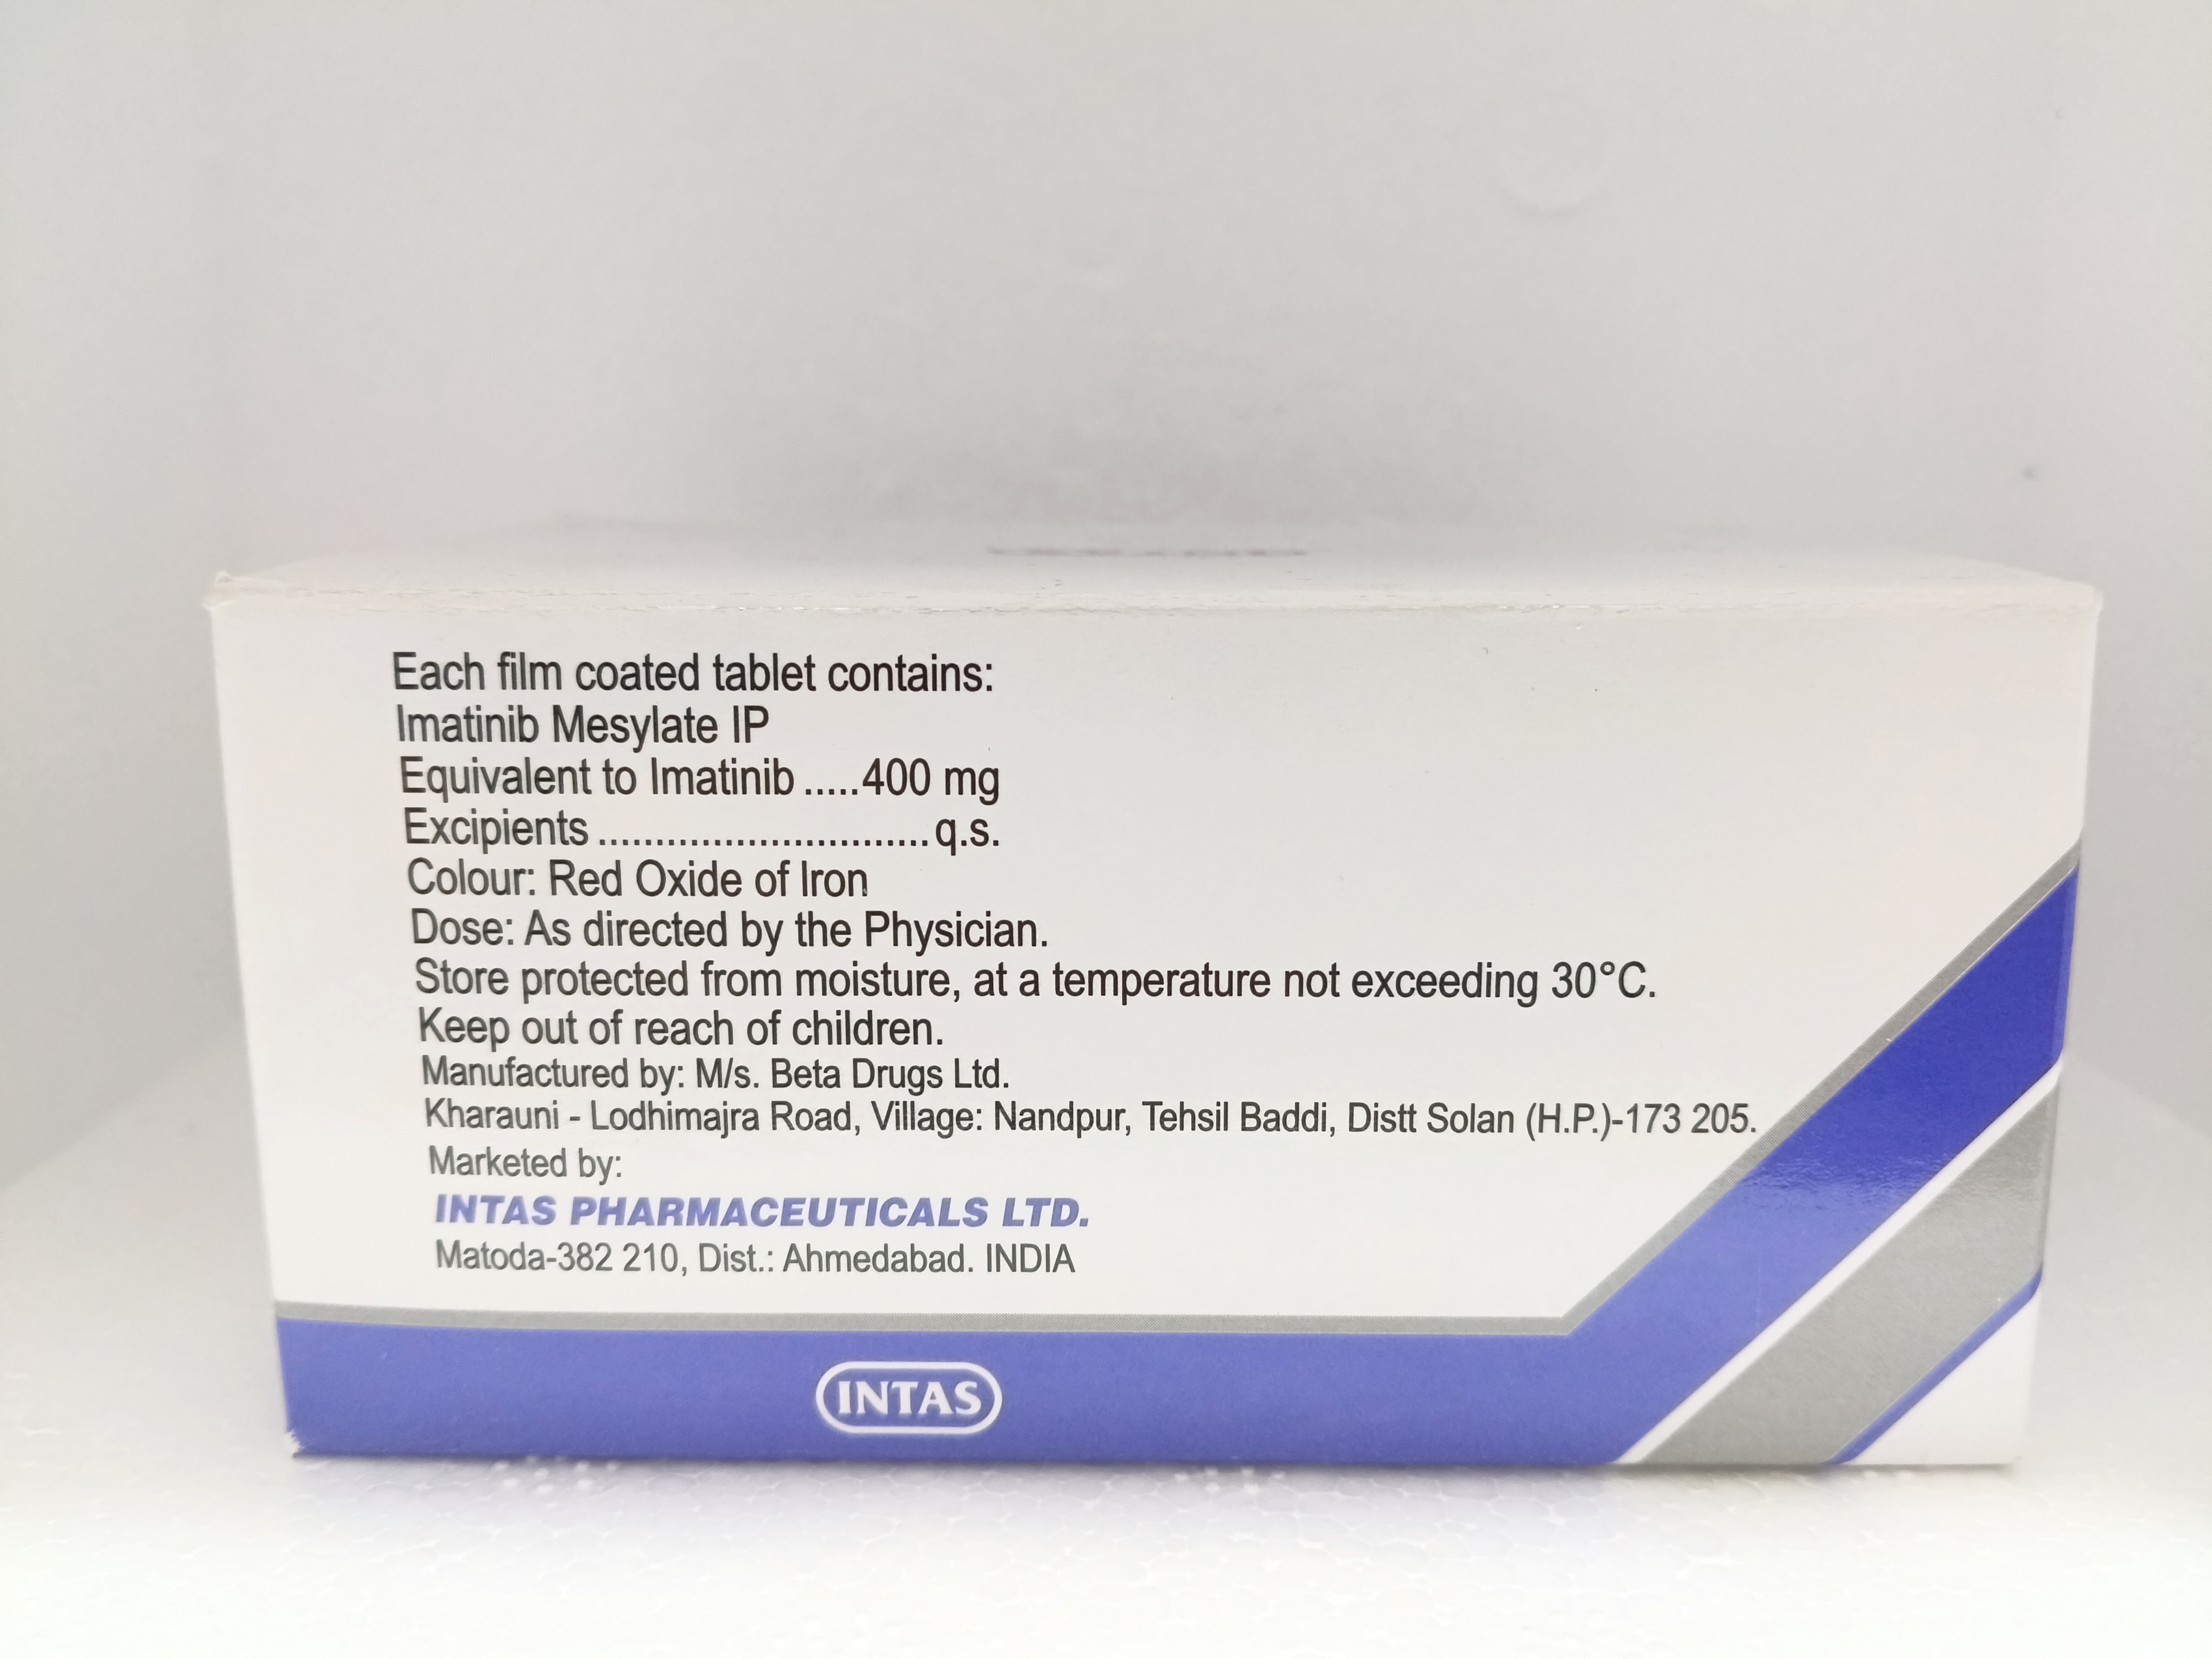 Each film coated tablet contains:
Imatinib Mesylate IP
Equivalent to Imatinib .....400 mg
Excipients .............................q.s.
Colour: Red Oxide of Iron
Dose: As directed by the Physician.
Store protected from moisture, at a temperature not exceeding 30°C.
Keep out of reach of children.
Manufactured by: M/s. Beta Drugs Ltd.
Kharauni - Lodhimajra Road, Village: Nandpur, Tehsil Baddi, Distt Solan (H.P.)-173 205.
Marketed by:
INTAS PHARMACEUTICALS LTD.
Matoda-382 210, Dist.: Ahmedabad. INDIA
INTAS